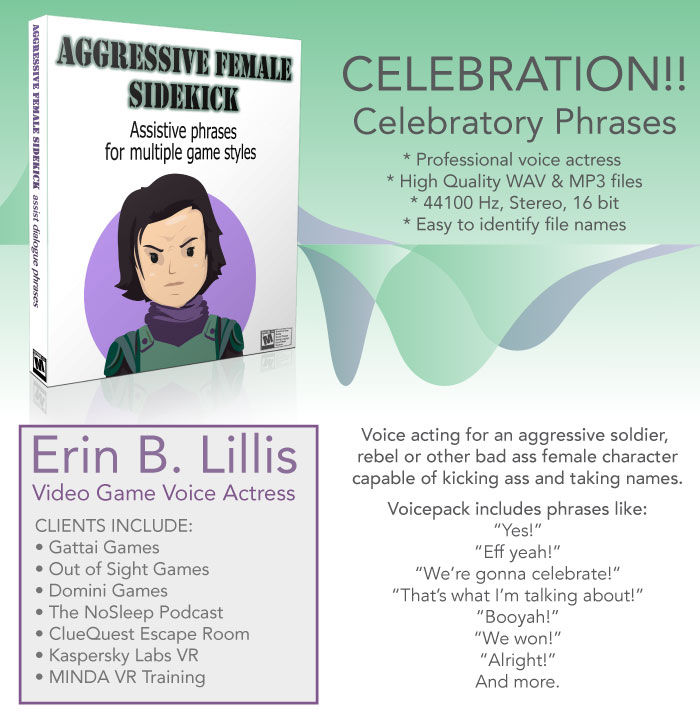 AGGRESSIVE FEMALE SIDEKICK assist dialogue phrases
AGGRESSIVE FEMALE
SIDEKICK
Assistive phrases
for multiple game styles
M
CELEBRATION!!
Celebratory Phrases
* Professional voice actress
* High Quality WAV & MP3 files
* 44100 Hz, Stereo, 16 bit
* Easy to identify file names
Erin B. Lillis
Video Game Voice Actress
CLIENTS INCLUDE:
• Gattai Games
• Out of Sight Games
• Domini Games
• The NoSleep Podcast
• ClueQuest Escape Room
• Kaspersky Labs VR
• MINDA VR Training
Voice acting for an aggressive soldier,
rebel or other bad ass female character
capable of kicking ass and taking names.
Voicepack includes phrases like:
“Yes!”
“Eff yeah!”
“We’re gonna celebrate!”
“That’s what I’m talking about!”
“Booyah!”
“We won!”
“Alright!”
And more.